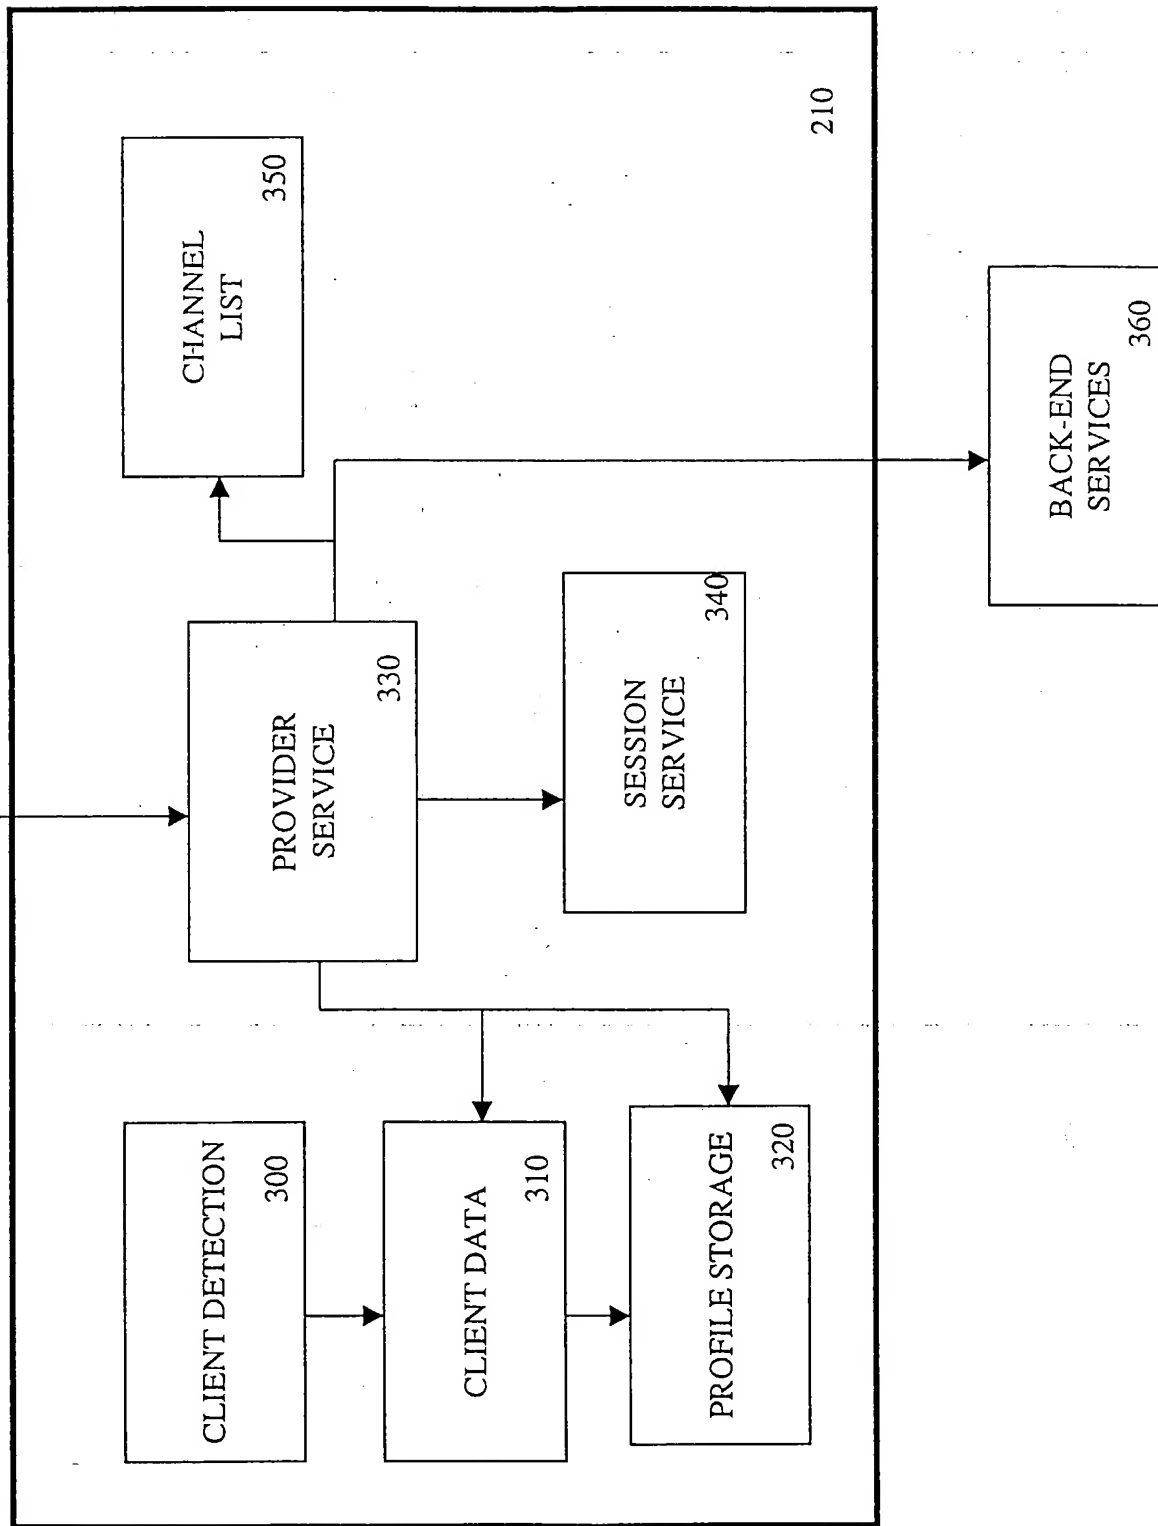 CLIENT DETECTION
300
CLIENT DATA
310
PROFILE STORAGE
320
PROVIDER
SERVICE
330
SESSION
SERVICE
340
CHANNEL
LIST
350
210
BACK-END
SERVICES
360